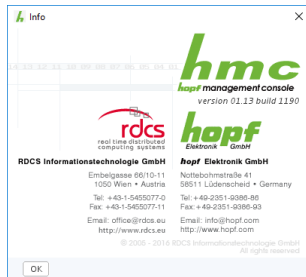 Info
hmc
hopf management console
version 01.13 build 1190
rdcs
real time distributed
computing systems
hopf
Elektronik GmbH
RDCS Informationstechnologie GmbH
Embelgasse 66/10-11
1050 Wien • Austria
Tel: +43-1-5455077-0
Fax: +43-1-5455077-11
Email: office@rdcs.eu
http://www.rdcs.eu
hopf Elektronik GmbH
Nottebohmstraße 41
58511 Lüdenscheid • Germany
Tel:+49-2351-9386-86
Fax:+49-2351-9386-93
Email: info@hopf.com
http://www.hopf.com
© 2005 - 2016 RDCS Informationstechnologie GmbH
All rights reserved
OK